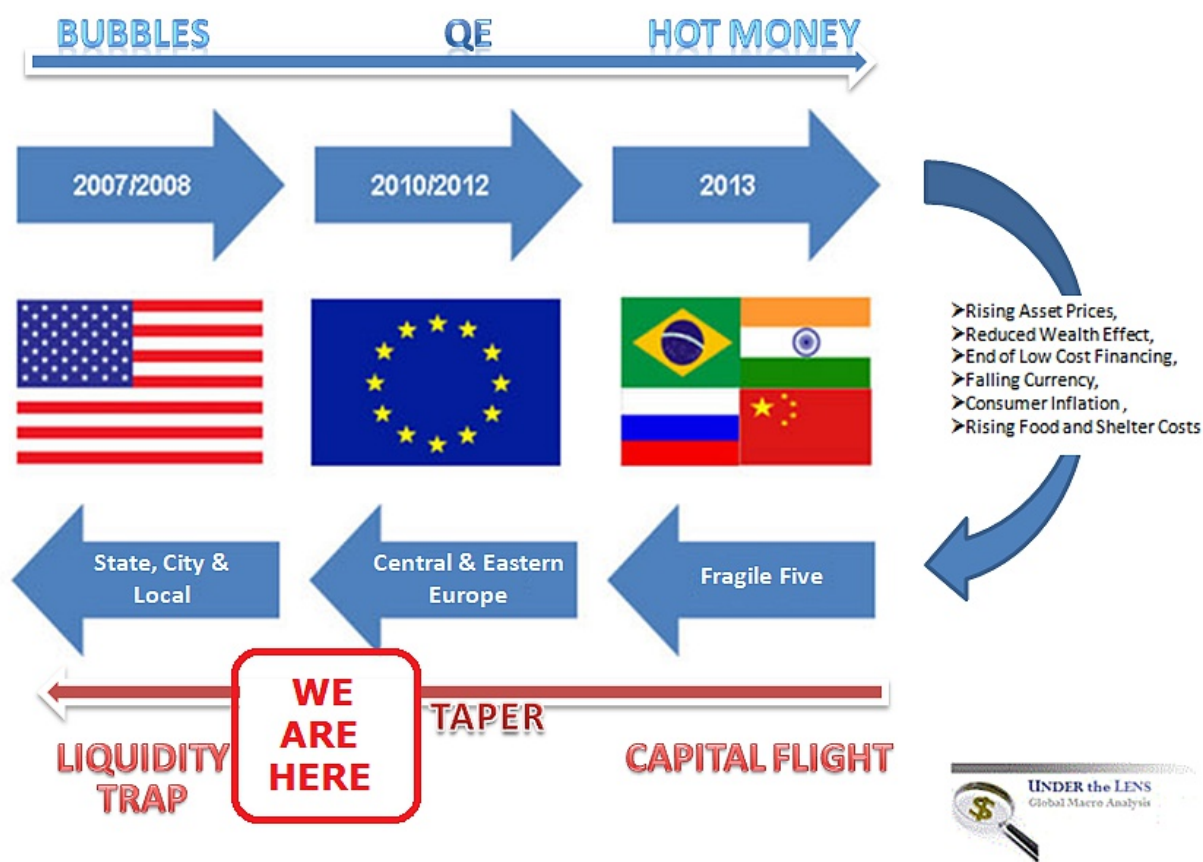 BUBBLES QE HOT MONEY
2007/2008 2010/2012 2013
➢Rising Asset Prices,
➢Reduced Wealth Effect,
➢End of Low Cost Financing,
➢Falling Currency,
➢Consumer Inflation ,
➢Rising Food and Shelter Costs
State, City &
Local
Central & Eastern
Europe
Fragile Five
WE
ARE
HERE
TAPER
LIQUIDITY
TRAP
CAPITAL FLIGHT
UNDER the LENS
Global Macro Analysis
$